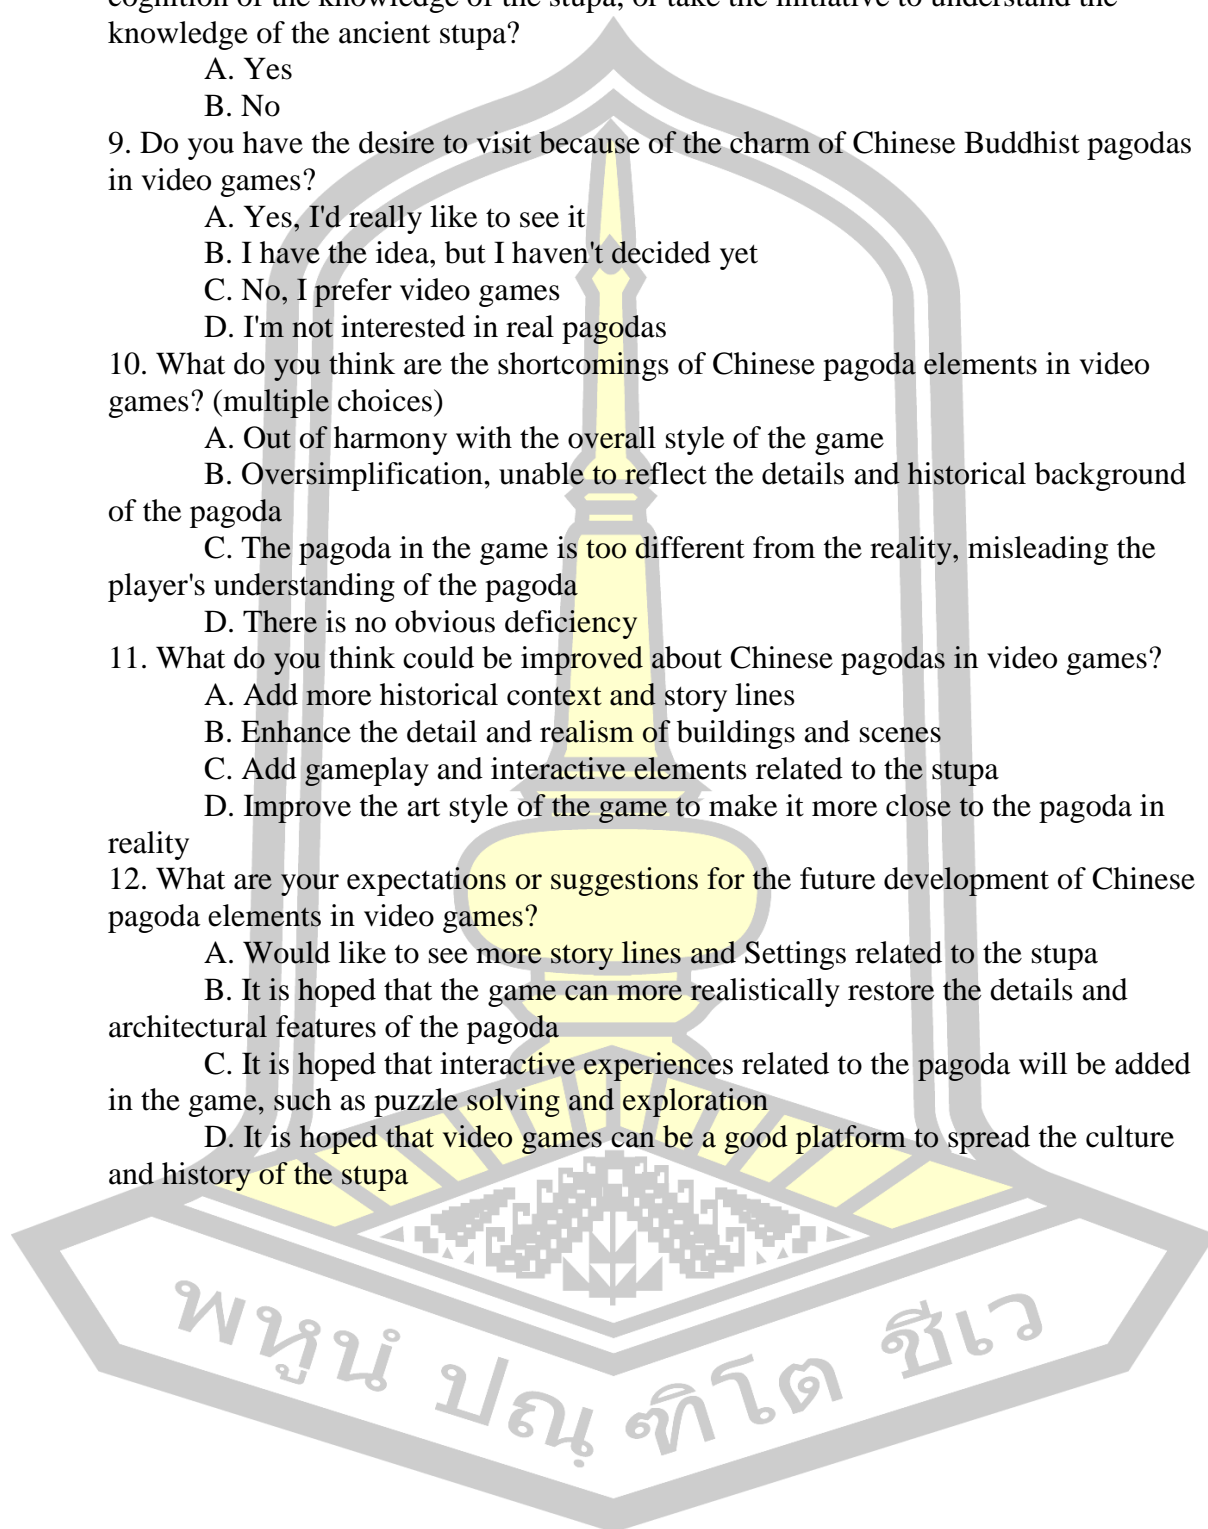 cognition of the knowledge of the stupa, or take the initiative to understand the
knowledge of the ancient stupa?
A. Yes
B. No
9. Do you have the desire to visit because of the charm of Chinese Buddhist pagodas
in video games?
A. Yes, I'd really like to see it
B. I have the idea, but I haven't decided yet
C. No, I prefer video games
D. I'm not interested in real pagodas
10. What do you think are the shortcomings of Chinese pagoda elements in video
games? (multiple choices)
A. Out of harmony with the overall style of the game
B. Oversimplification, unable to reflect the details and historical background
of the pagoda
C. The pagoda in the game is too different from the reality, misleading the
player's understanding of the pagoda
D. There is no obvious deficiency
11. What do you think could be improved about Chinese pagodas in video games?
A. Add more historical context and story lines
B. Enhance the detail and realism of buildings and scenes
C. Add gameplay and interactive elements related to the stupa
D. Improve the art style of the game to make it more close to the pagoda in
reality
12. What are your expectations or suggestions for the future development of Chinese
pagoda elements in video games?
A. Would like to see more story lines and Settings related to the stupa
B. It is hoped that the game can more realistically restore the details and
architectural features of the pagoda
C. It is hoped that interactive experiences related to the pagoda will be added
in the game, such as puzzle solving and exploration
D. It is hoped that video games can be a good platform to spread the culture
and history of the stupa
พหูนํ ปณฺ ฑิโต ชีเว